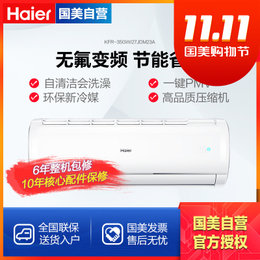 Haier
国美自营
11.11
国美购物节
KFR-35GW/27JDM23A
无氟变频 节能省
自清洁会洗澡
一键PM
环保新冷媒
高品质压缩机
Haier
6年整机包修
10年核心配件保修
全国联保
送货入户
国美发票
售后无忧
国美自营
官方授权